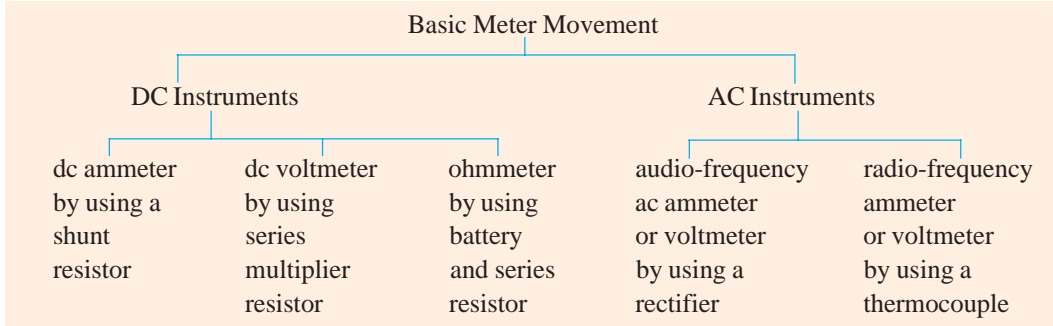 Basic Meter Movement
DC Instruments
AC Instruments
dc ammeter
by using a
shunt
resistor
dc voltmeter
by using
series
multiplier
resistor
ohmmeter
by using
battery
and series
resistor
audio-frequency
ac ammeter
or voltmeter
by using a
rectifier
radio-frequency
ammeter
or voltmeter
by using a
thermocouple